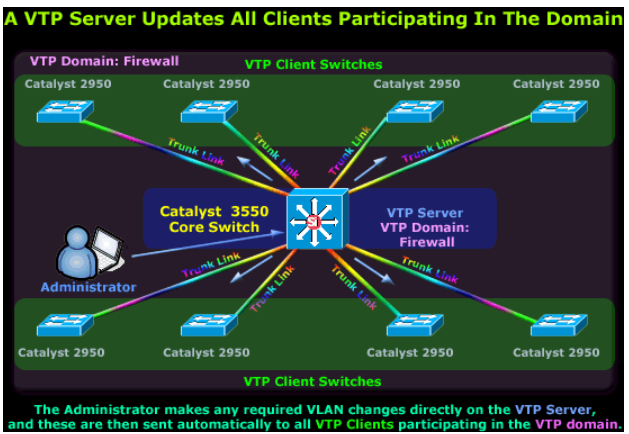 A VTP Server Updates All Clients Participating In The Domain
VTP Domain: Firewall
VTP Client Switches
Catalyst 2950
Catalyst 2950
Catalyst 2950
Catalyst 2950
Trunk Link
Trunk Link
Trunk Link
Trunk Link
Catalyst 3550
Core Switch
SI
VTP Server
VTP Domain:
Firewall
Administrator
Trunk Link
Trunk Link
Trunk Link
Trunk Link
Catalyst 2950
Catalyst 2950
Catalyst 2950
Catalyst 2950
VTP Client Switches
The Administrator makes any required VLAN changes directly on the VTP Server,
and these are then sent automatically to all VTP Clients participating in the VTP domain.